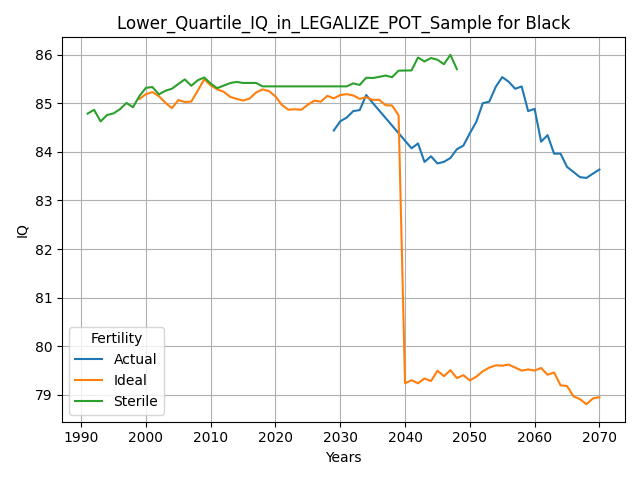 Lower_Quartile_IQ_in_LEGALIZE_POT_Sample for Black
86
85
84
83
82
81
80
79
IQ
Fertility
Actual
Ideal
Sterile
1990 2000 2010 2020 2030 2040 2050 2060 2070
Years